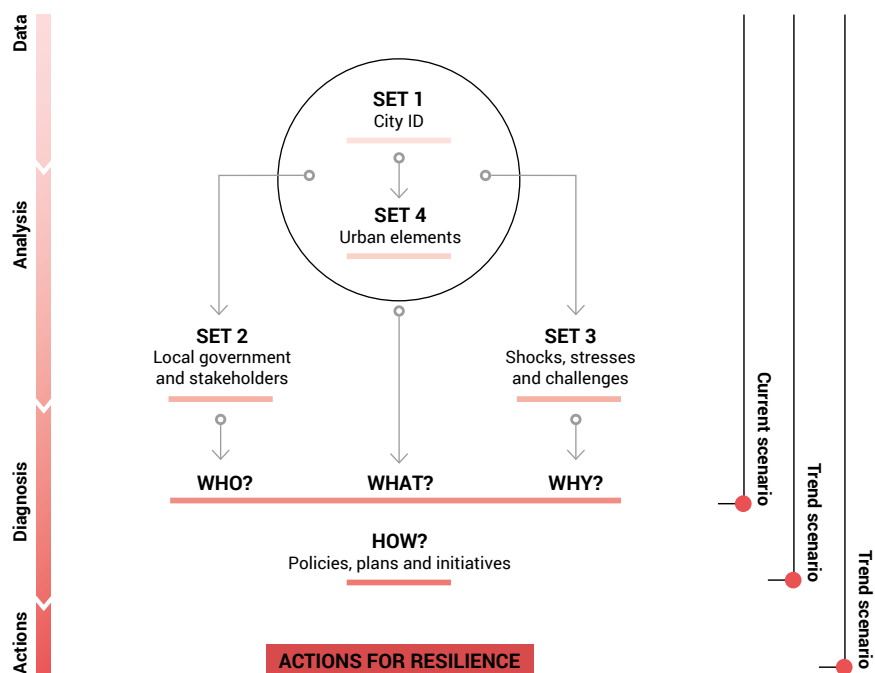 Data
Analysis
Diagnosis
Actions
SET 1
City ID
SET 4
Urban elements
SET 2
Local government
and stakeholders
SET 3
Shocks, stresses
and challenges
WHO?
WHAT?
WHY?
HOW?
Policies, plans and initiatives
ACTIONS FOR RESILIENCE
Current scenario
Trend scenario
Trend scenario